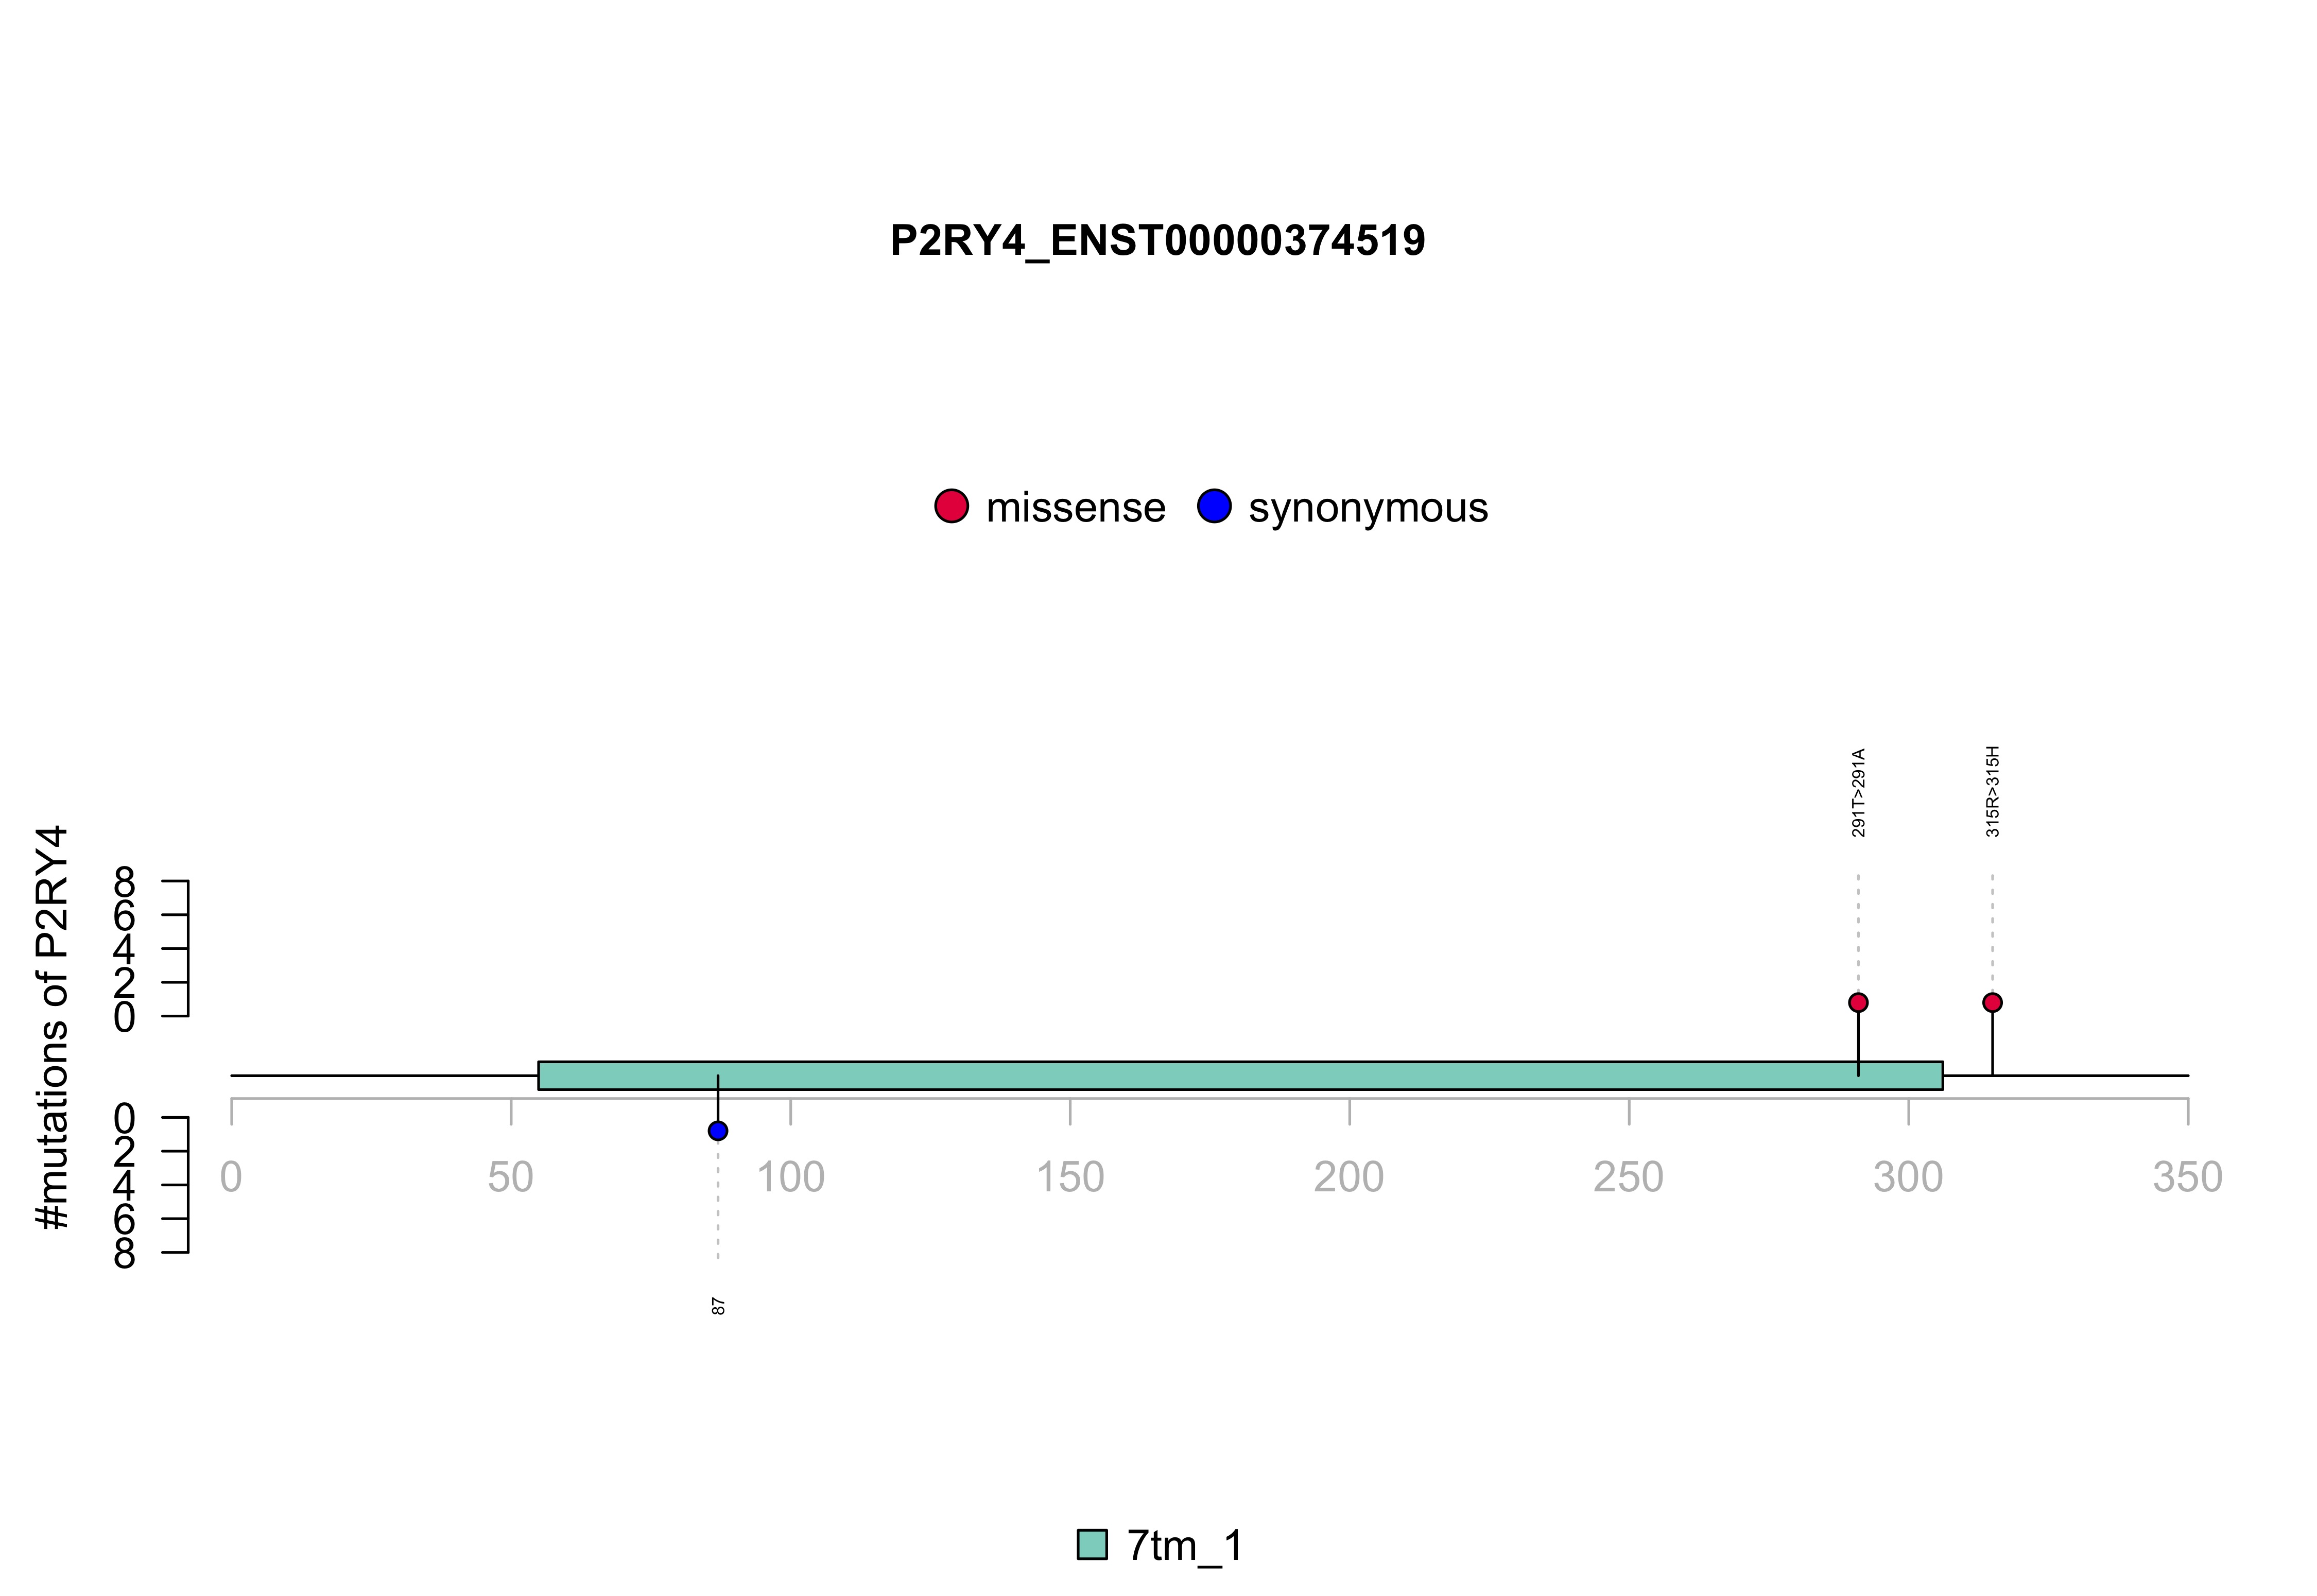 P2RY4_ENST00000374519
missense
synonymous
291T>291A
315R>315H
#mutations of P2RY4
8
6
4
2
0
0
2
4
6
8
0
50
100
150
200
250
300
350
87
7tm_1